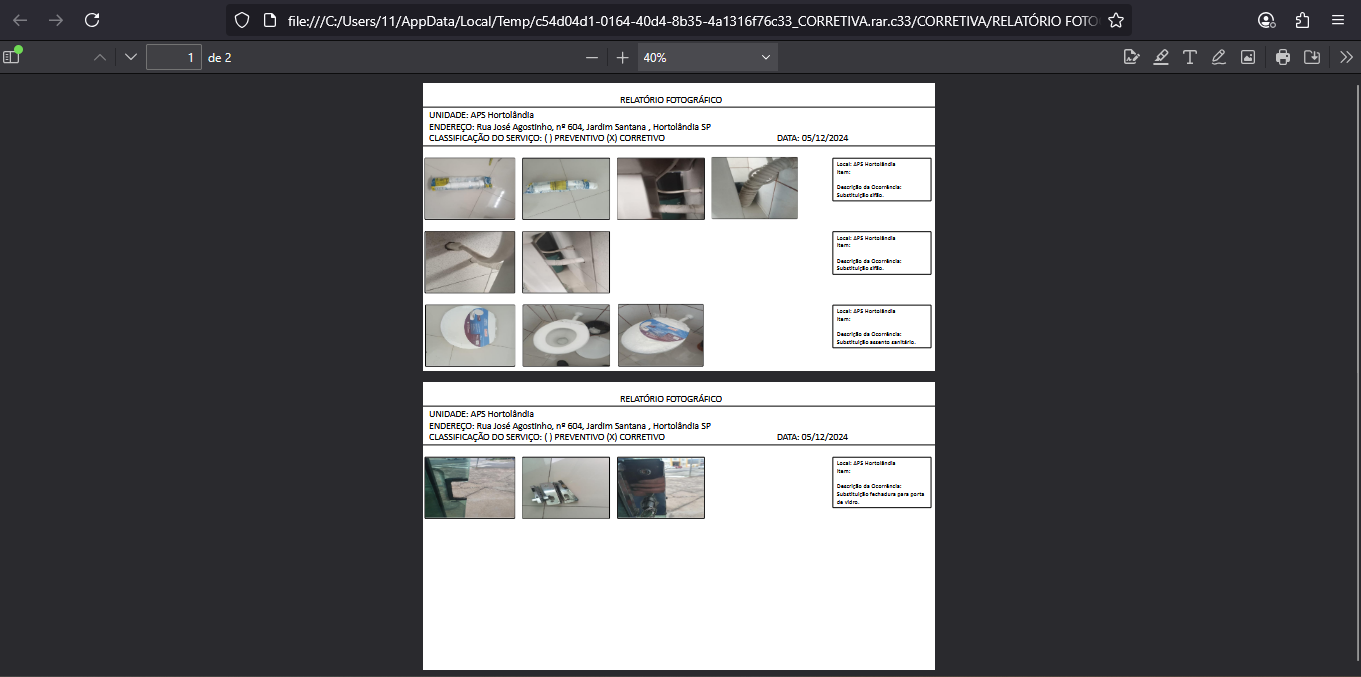 file:///C:/Users/11/AppData/Local/Temp/c54d04d1-0164-40d4-8b35-4a1316f76c33_CORRETIVA.rar.c33/CORRETIVA/RELATÓRIO FOTO
1 de 2
40%
RELATÓRIO FOTOGRÁFICO
UNIDADE: APS Hortolândia
ENDEREÇO: Rua José Agostinho, nº 604, Jardim Santana , Hortolândia SP
CLASSIFICAÇÃO DO SERVIÇO: ( ) PREVENTIVO (X) CORRETIVO DATA: 05/12/2024
Local: APS Hortolândia
Item:
Descrição da Ocorrência:
Substituição sifão.
Local: APS Hortolândia
Item:
Descrição da Ocorrência:
Substituição sifão.
Local: APS Hortolândia
Item:
Descrição da Ocorrência:
Substituição assento sanitário.
RELATÓRIO FOTOGRÁFICO
UNIDADE: APS Hortolândia
ENDEREÇO: Rua José Agostinho, nº 604, Jardim Santana , Hortolândia SP
CLASSIFICAÇÃO DO SERVIÇO: ( ) PREVENTIVO (X) CORRETIVO DATA: 05/12/2024
Local: APS Hortolândia
Item:
Descrição da Ocorrência:
Substituição fechadura para porta
de vidro.